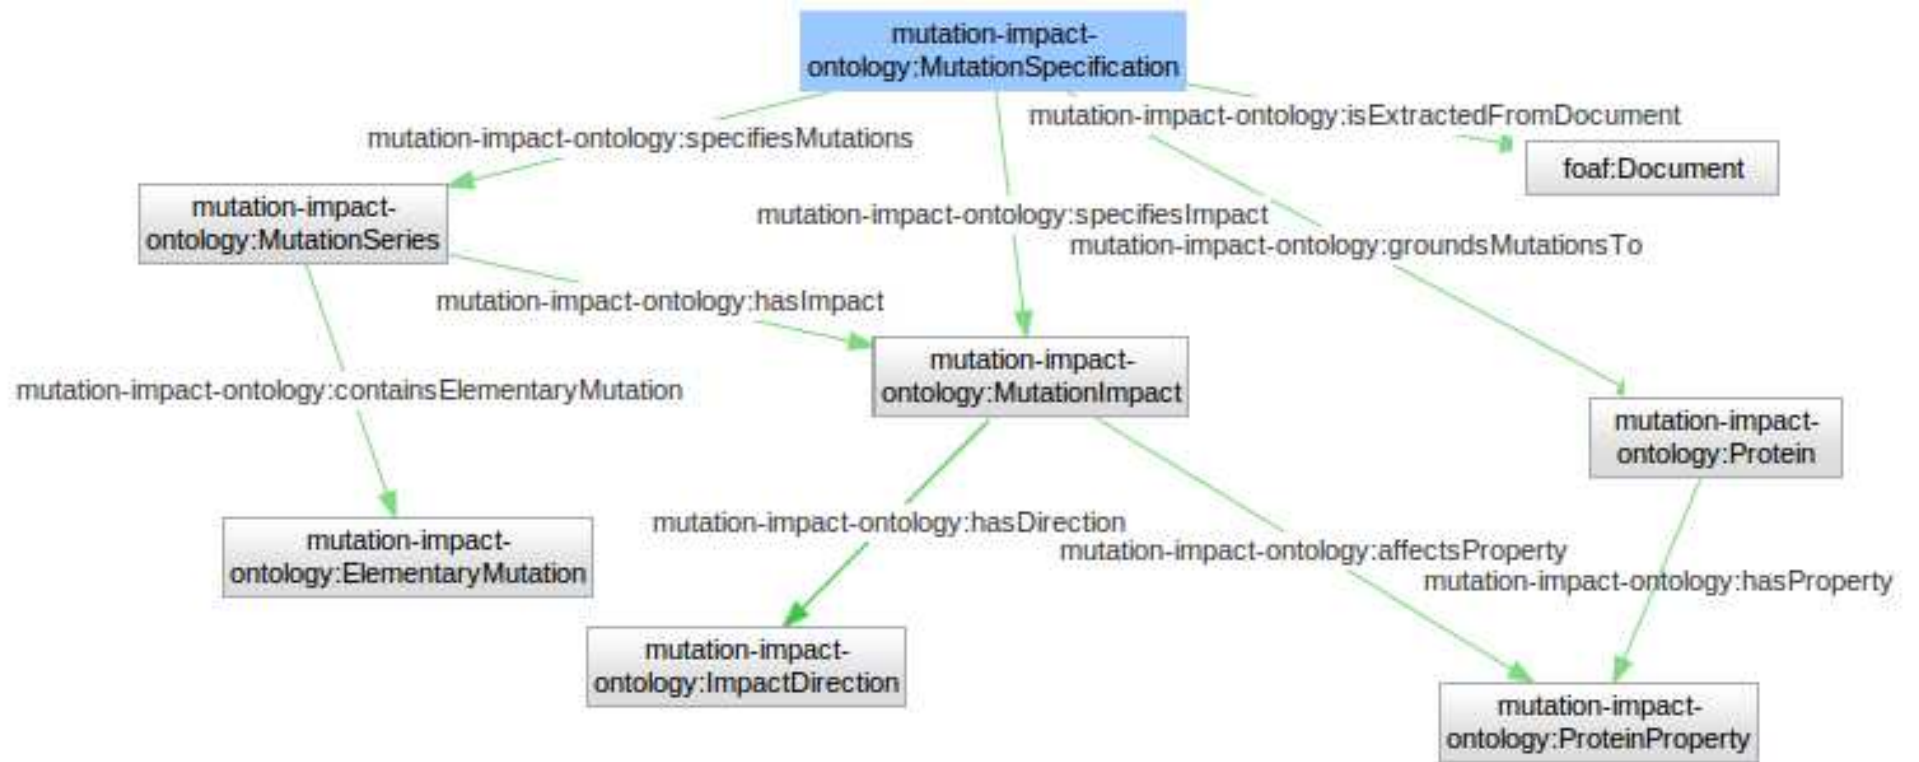 mutation-impact-
ontology:MutationSpecification
mutation-impact-ontology:isExtractedFromDocument
mutation-impact-ontology:specifiesMutations
foaf:Document
mutation-impact-
ontology:MutationSeries
mutation-impact-ontology:specifiesImpact
mutation-impact-ontology:groundsMutationsTo
mutation-impact-ontology:hasImpact
mutation-impact-
ontology:MutationImpact
mutation-impact-ontology:containsElementaryMutation
mutation-impact-
ontology:Protein
mutation-impact-ontology:hasDirection
mutation-impact-
ontology:ElementaryMutation
mutation-impact-ontology:affectsProperty
mutation-impact-ontology:hasProperty
mutation-impact-
ontology:ImpactDirection
mutation-impact-
ontology:ProteinProperty